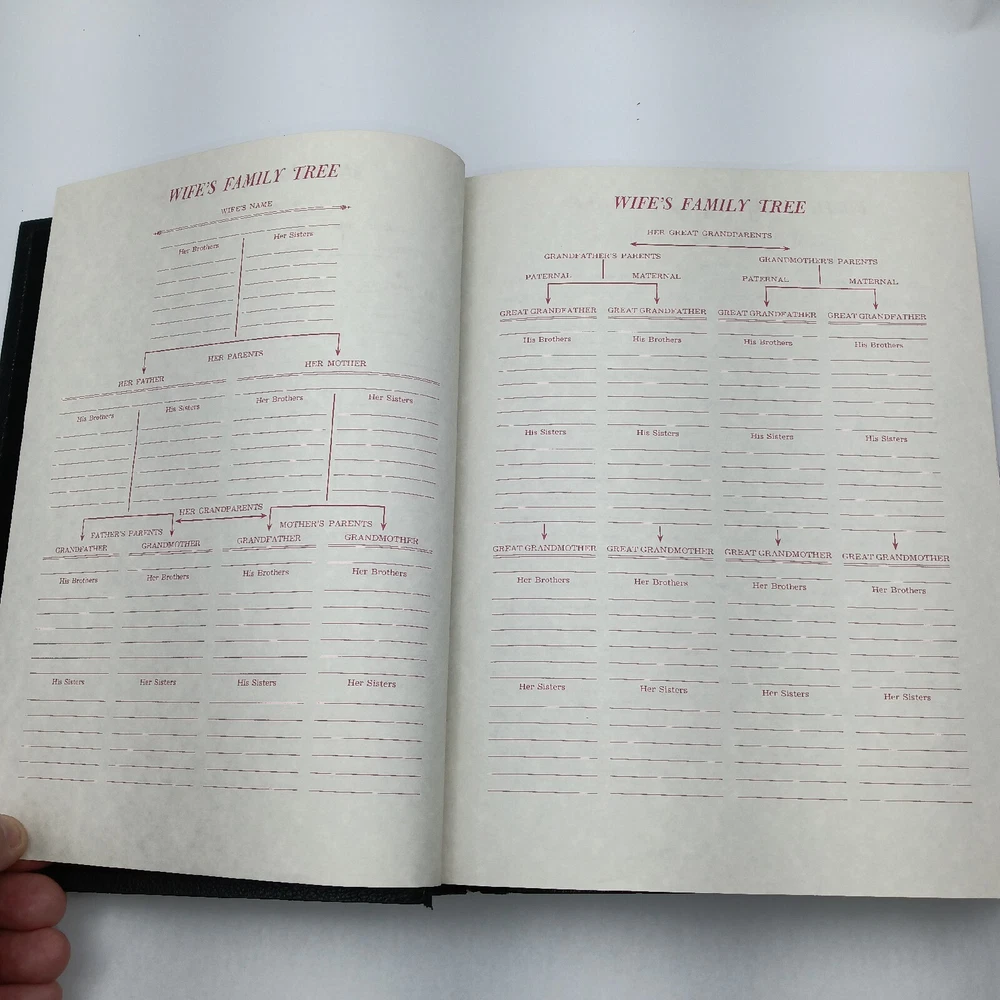 WIFE'S FAMILY TREE
WIFE'S NAME
Her Brothers Her Sisters
HER PARENTS
HER FATHER HER MOTHER
His Brothers His Sisters Her Brothers Her Sisters
HER GRANDPARENTS
FATHER'S PARENTS MOTHER'S PARENTS
GRANDFATHER GRANDMOTHER GRANDFATHER GRANDMOTHER
His Brothers Her Brothers His Brothers Her Brothers
His Sisters Her Sisters His Sisters Her Sisters
WIFE'S FAMILY TREE
HER GREAT GRANDPARENTS
GRANDFATHER'S PARENTS GRANDMOTHER'S PARENTS
PATERNAL MATERNAL PATERNAL MATERNAL
GREAT GRANDFATHER GREAT GRANDFATHER GREAT GRANDFATHER GREAT GRANDFATHER
His Brothers His Brothers His Brothers His Brothers
His Sisters His Sisters His Sisters His Sisters
GREAT GRANDMOTHER GREAT GRANDMOTHER GREAT GRANDMOTHER GREAT GRANDMOTHER
Her Brothers Her Brothers Her Brothers Her Brothers
Her Sisters Her Sisters Her Sisters Her Sisters